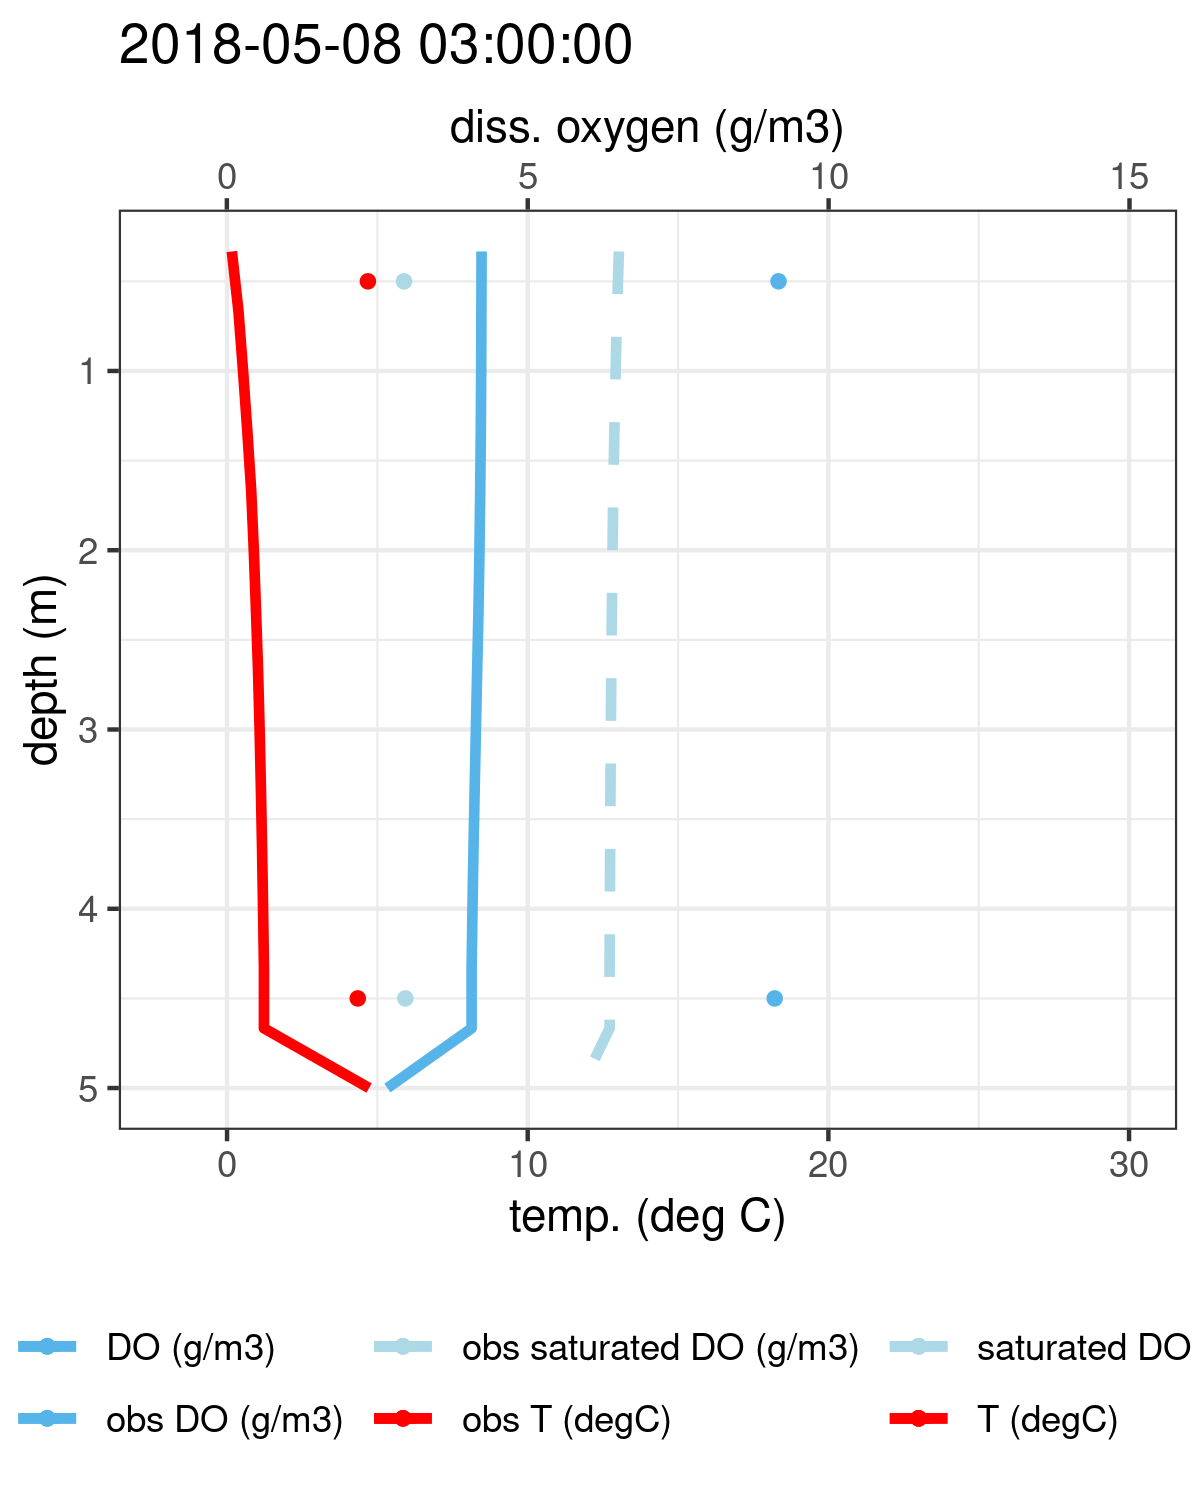 2018-05-08 03:00:00
diss. oxygen (g/m3)
0 5 10 15
depth (m)
1
2
3
4
5
0 10 20 30
temp. (deg C)
DO (g/m3) obs saturated DO (g/m3) saturated DO
obs DO (g/m3) obs T (degC) T (degC)